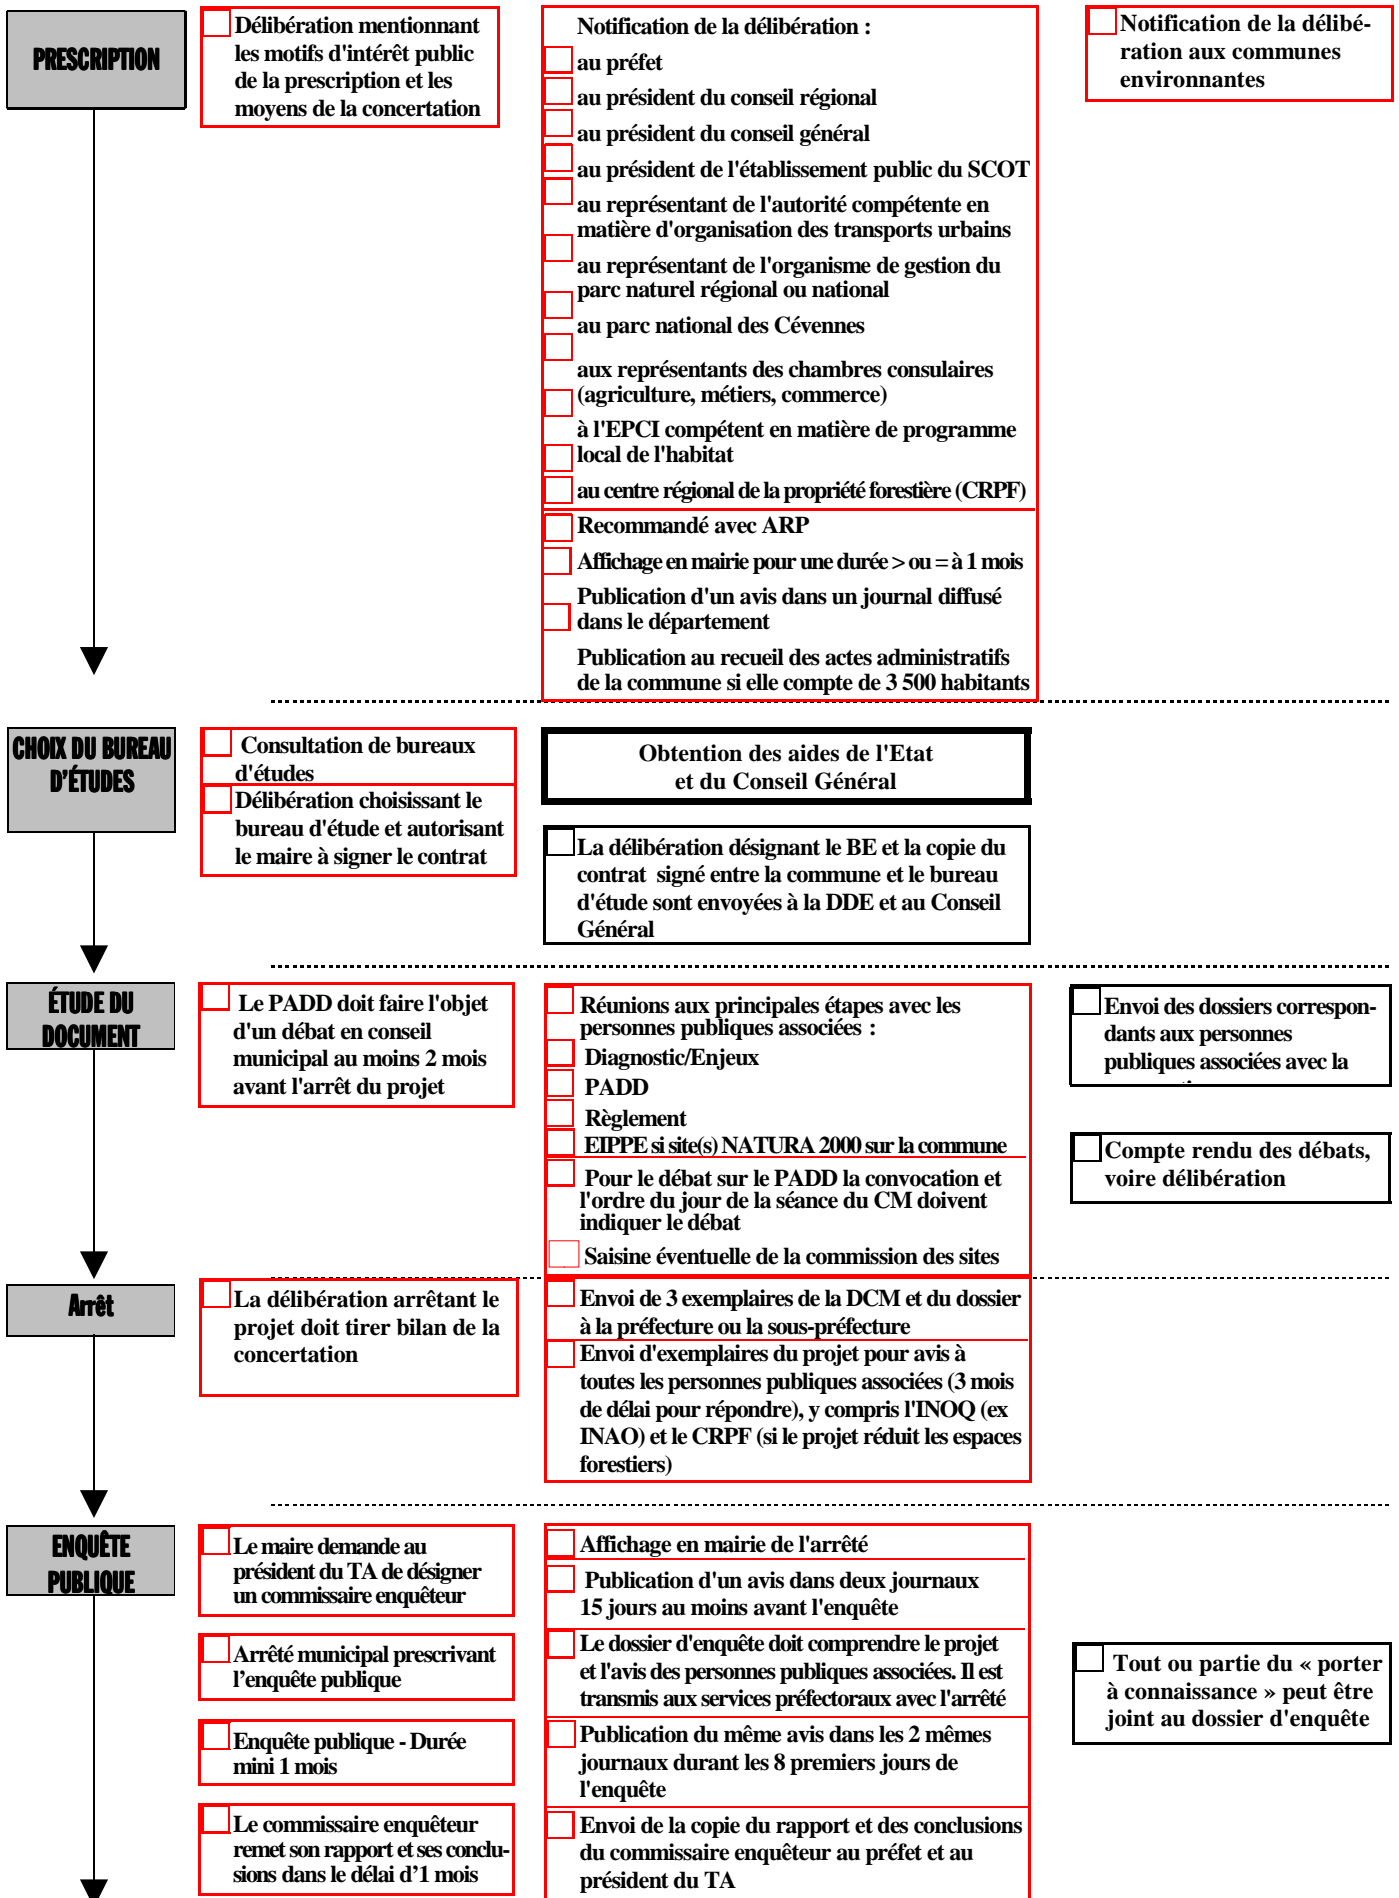 PRESCRIPTION
Délibération mentionnant
les motifs d'intérêt public
de la prescription et les
moyens de la concertation
Notification de la délibération :
au préfet
au président du conseil régional
au président du conseil général
au président de l'établissement public du SCOT
au représentant de l'autorité compétente en
matière d'organisation des transports urbains
au représentant de l'organisme de gestion du
parc naturel régional ou national
au parc national des Cévennes
aux représentants des chambres consulaires
(agriculture, métiers, commerce)
à l'EPCI compétent en matière de programme
local de l'habitat
au centre régional de la propriété forestière (CRPF)
Recommandé avec ARP
Affichage en mairie pour une durée > ou = à 1 mois
Publication d'un avis dans un journal diffusé
dans le département
Publication au recueil des actes administratifs
de la commune si elle compte de 3 500 habitants
Notification de la délibé-
ration aux communes
environnantes
CHOIX DU BUREAU
D'ÉTUDES
Consultation de bureaux
d'études
Délibération choisissant le
bureau d'étude et autorisant
le maire à signer le contrat
Obtention des aides de l'Etat
et du Conseil Général
La délibération désignant le BE et la copie du
contrat signé entre la commune et le bureau
d'étude sont envoyées à la DDE et au Conseil
Général
ÉTUDE DU
DOCUMENT
Le PADD doit faire l'objet
d'un débat en conseil
municipal au moins 2 mois
avant l'arrêt du projet
Réunions aux principales étapes avec les
personnes publiques associées :
Diagnostic/Enjeux
PADD
Règlement
EIPPE si site(s) NATURA 2000 sur la commune
Pour le débat sur le PADD la convocation et
l'ordre du jour de la séance du CM doivent
indiquer le débat
Saisine éventuelle de la commission des sites
Envoi des dossiers correspon-
dants aux personnes
publiques associées avec la
Compte rendu des débats,
voire délibération
Arrêt
La délibération arrêtant le
projet doit tirer bilan de la
concertation
Envoi de 3 exemplaires de la DCM et du dossier
à la préfecture ou la sous-préfecture
Envoi d'exemplaires du projet pour avis à
toutes les personnes publiques associées (3 mois
de délai pour répondre), y compris l'INOQ (ex
INAO) et le CRPF (si le projet réduit les espaces
forestiers)
ENQUÊTE
PUBLIQUE
Le maire demande au
président du TA de désigner
un commissaire enquêteur
Arrêté municipal prescrivant
l'enquête publique
Enquête publique - Durée
mini 1 mois
Le commissaire enquêteur
remet son rapport et ses conclu-
sions dans le délai d'1 mois
Affichage en mairie de l'arrêté
Publication d'un avis dans deux journaux
15 jours au moins avant l'enquête
Le dossier d'enquête doit comprendre le projet
et l'avis des personnes publiques associées. Il est
transmis aux services préfectoraux avec l'arrêté
Publication du même avis dans les 2 mêmes
journaux durant les 8 premiers jours de
l'enquête
Envoi de la copie du rapport et des conclusions
du commissaire enquêteur au préfet et au
président du TA
Tout ou partie du « porter
à connaissance » peut être
joint au dossier d'enquête